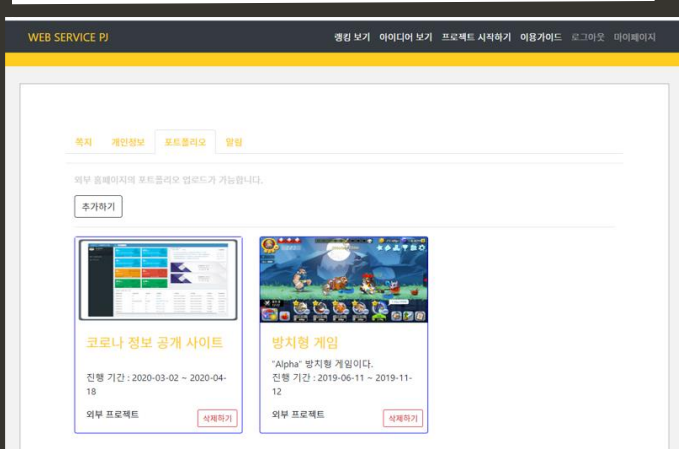 WEB SERVICE PJ
랭킹 보기 아이디어 보기 프로젝트 시작하기 이용가이드 로그아웃 마이페이지
쪽지 개인정보 포트폴리오 알림
외부 홈페이지의 포트폴리오 업로드가 가능합니다.
추가하기
코로나 정보 공개 사이트
진행 기간 : 2020-03-02 ~ 2020-04-
18
외부 프로젝트
삭제하기
방치형 게임
"Alpha" 방치형 게임이다.
진행 기간 : 2019-06-11 ~ 2019-11-
12
외부 프로젝트
삭제하기